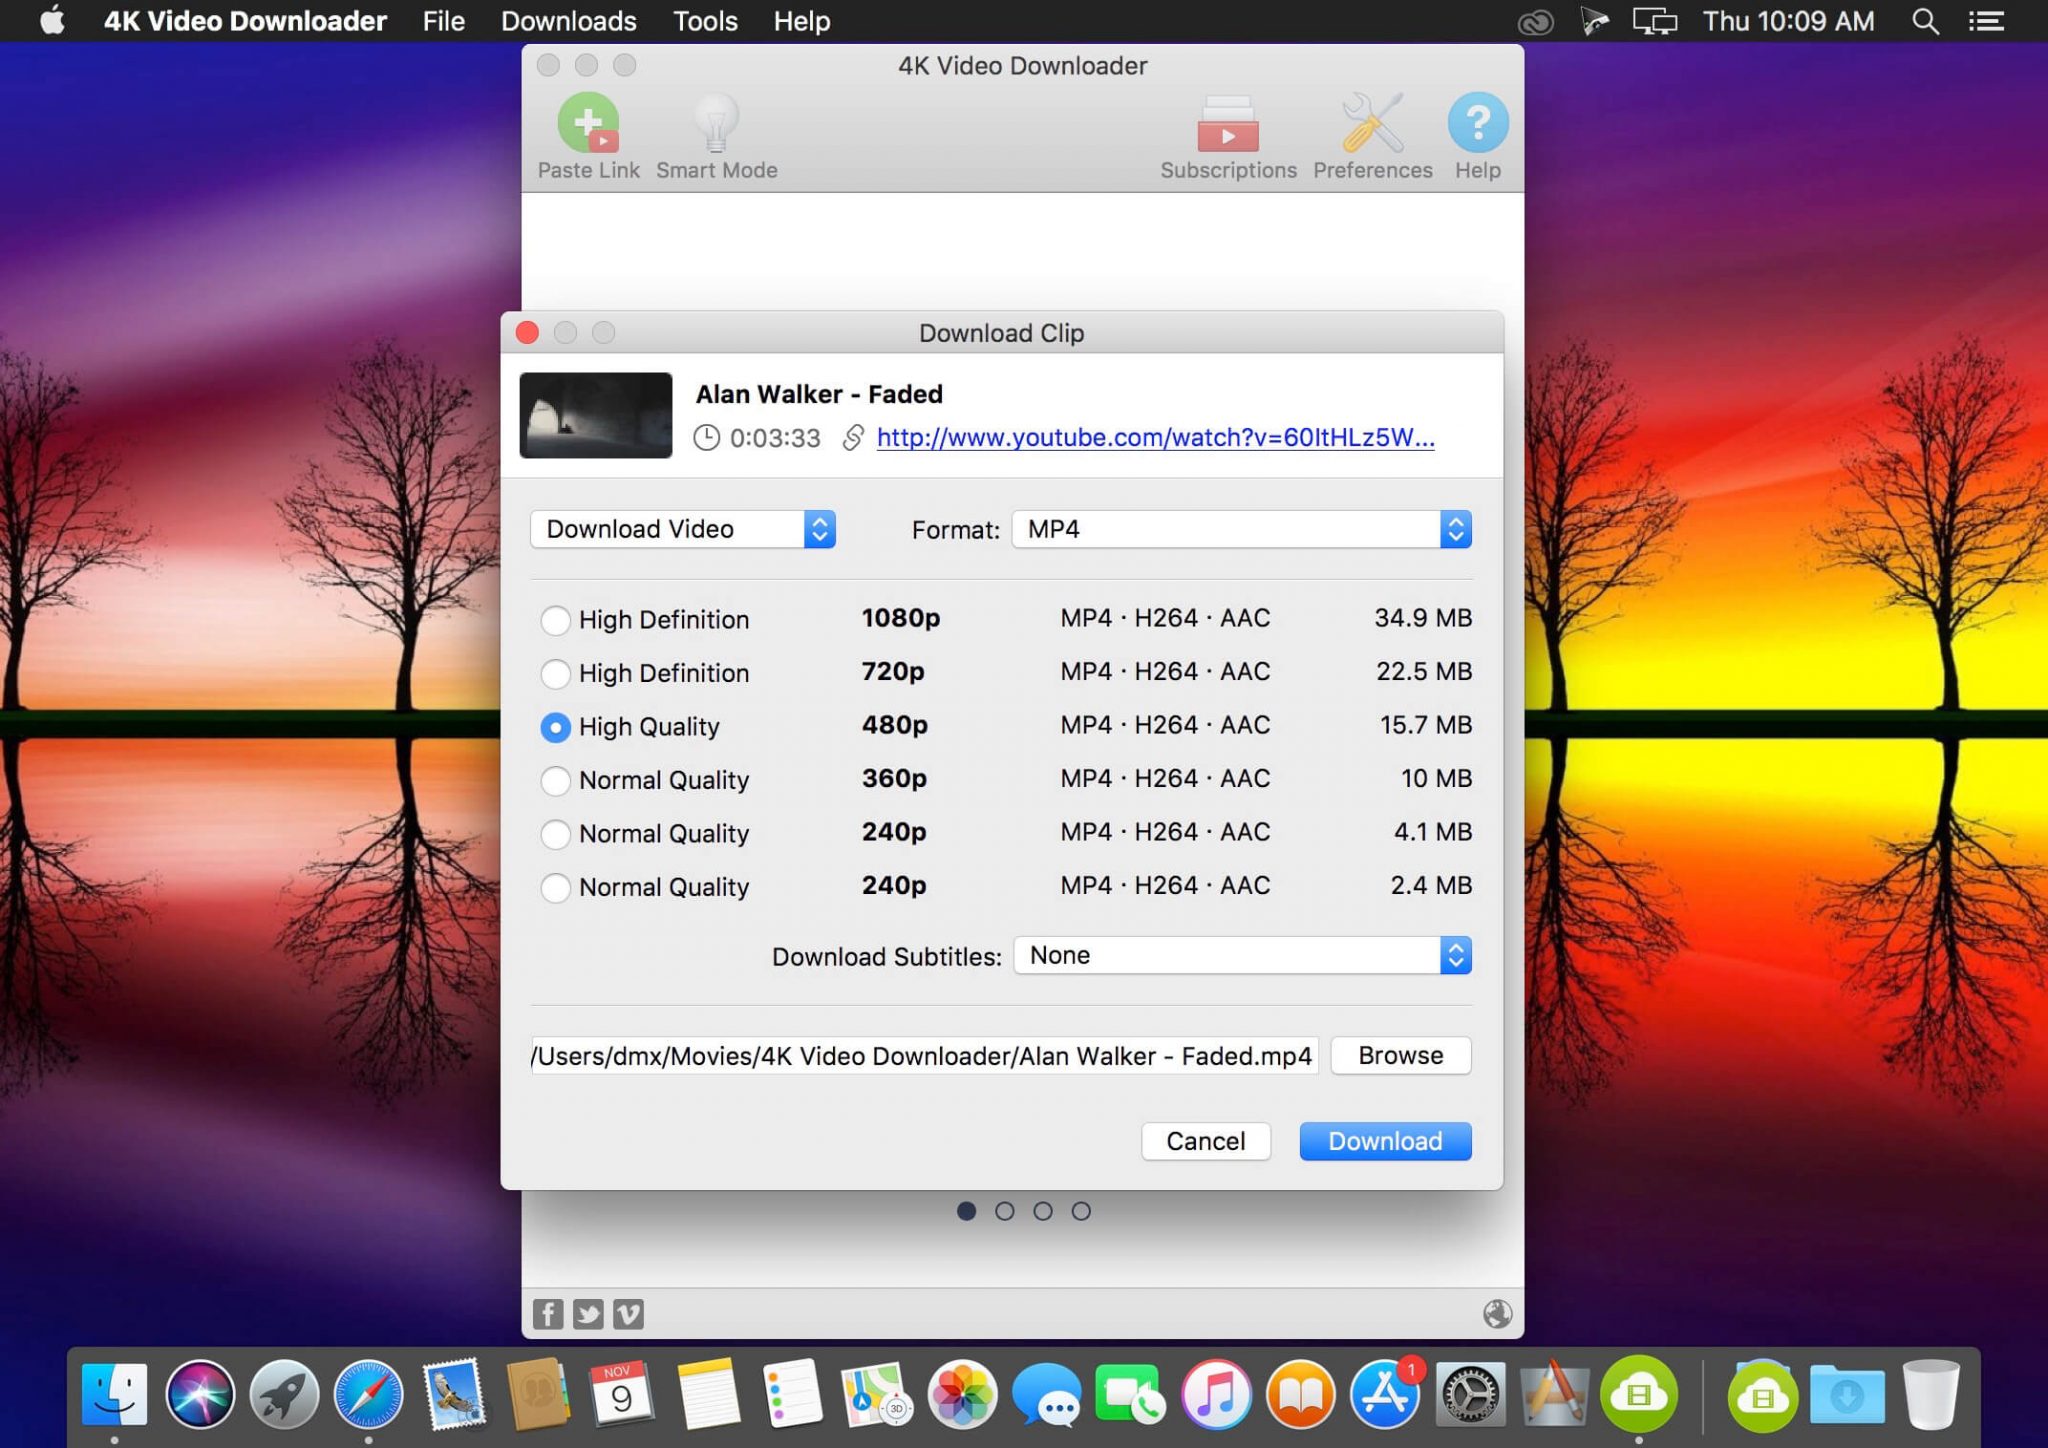 4K Video Downloader File Downloads Tools Help Thu 10:09 AM
4K Video Downloader
Paste Link Smart Mode Subscriptions Preferences Help
Download Clip
Alan Walker - Faded
0:03:33 http://www.youtube.com/watch?v=60ItHLz5W...
Download Video Format: MP4
High Definition 1080p MP4 · H264 · AAC 34.9 MB
High Definition 720p MP4 · H264 · AAC 22.5 MB
High Quality 480p MP4 · H264 · AAC 15.7 MB
Normal Quality 360p MP4 · H264 · AAC 10 MB
Normal Quality 240p MP4 · H264 · AAC 4.1 MB
Normal Quality 240p MP4 · H264 · AAC 2.4 MB
Download Subtitles: None
/Users/dmx/Movies/4K Video Downloader/Alan Walker - Faded.mp4 Browse
Cancel Download
NOV
9
3D
1